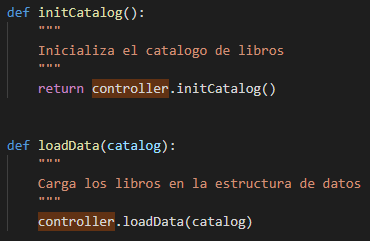 def initCatalog():
    """
    Inicializa el catalogo de libros
    """
    return controller.initCatalog()
def loadData(catalog):
    """
    Carga los libros en la estructura de datos
    """
    controller.loadData(catalog)